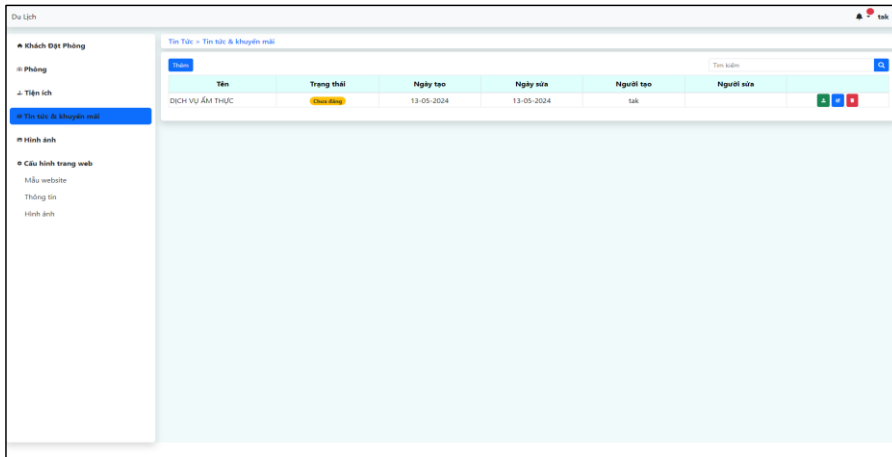 Du Lịch
tak
Khách Đặt Phòng
Phòng
Tiện ích
Tin tức & khuyến mãi
Hình ảnh
Cấu hình trang web
Mẫu website
Thông tin
Hình ảnh
Tin Tức > Tin tức & khuyến mãi
Thêm
Tìm kiếm
Tên Trạng thái Ngày tạo Ngày sửa Người tạo Người sửa
DỊCH VỤ ẨM THỰC Chưa đăng 13-05-2024 13-05-2024 tak